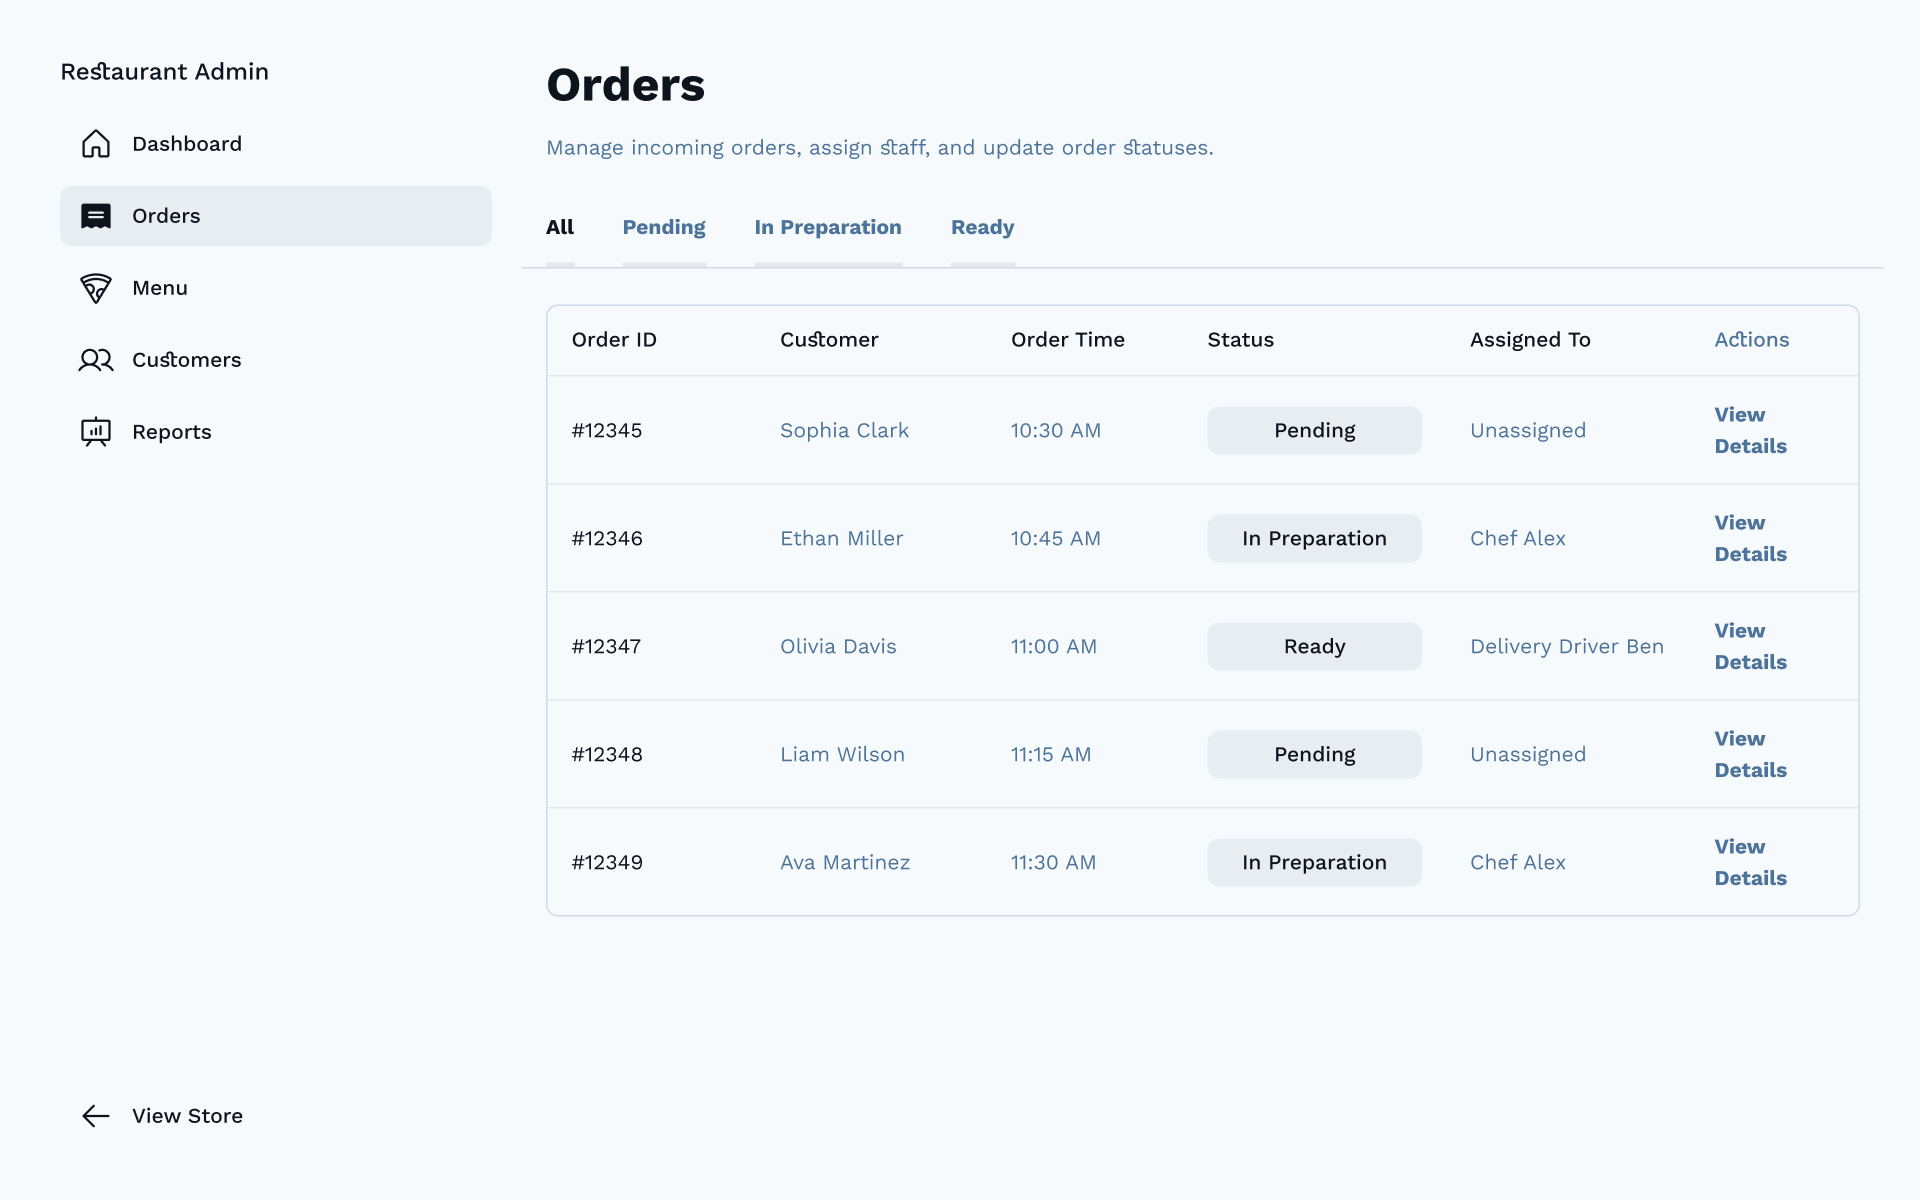 Restaurant Admin
Dashboard
Orders
Menu
Customers
Reports
View Store
Orders
Manage incoming orders, assign staff, and update order statuses.
All Pending In Preparation Ready
Order ID Customer Order Time Status Assigned To Actions
#12345 Sophia Clark 10:30 AM Pending Unassigned View
Details
#12346 Ethan Miller 10:45 AM In Preparation Chef Alex View
Details
#12347 Olivia Davis 11:00 AM Ready Delivery Driver Ben View
Details
#12348 Liam Wilson 11:15 AM Pending Unassigned View
Details
#12349 Ava Martinez 11:30 AM In Preparation Chef Alex View
Details